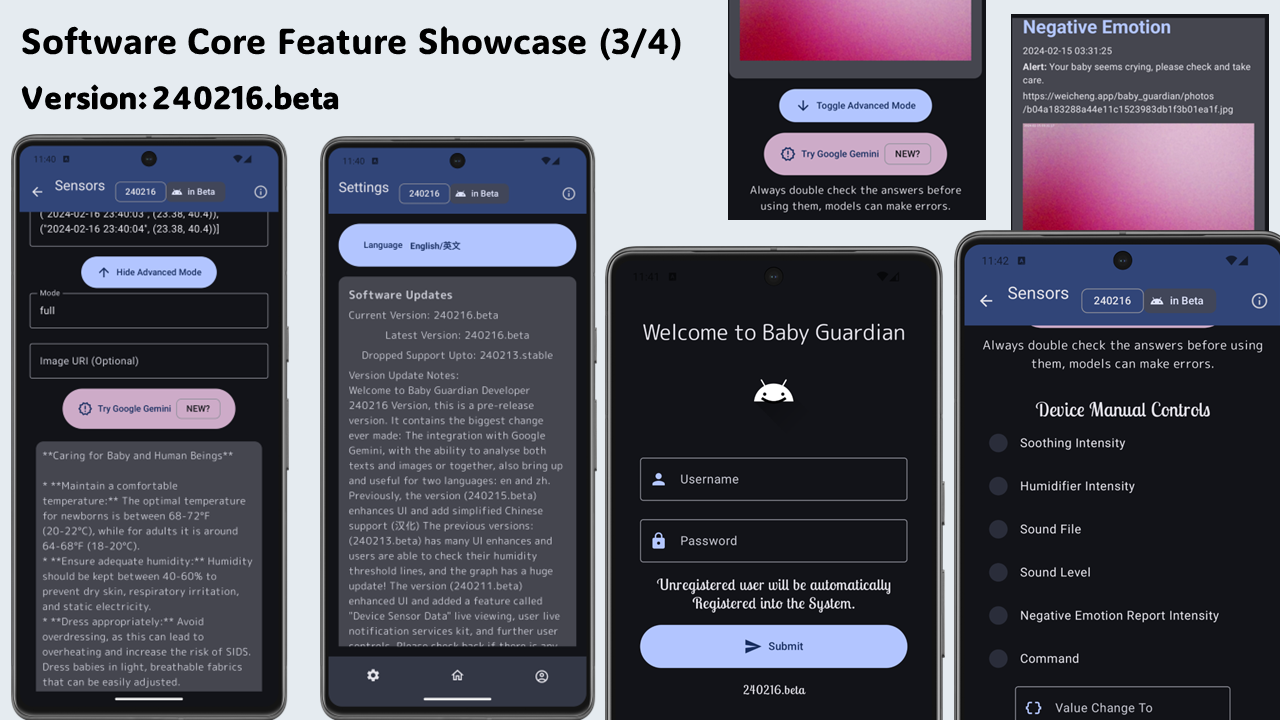 Software Core Feature Showcase (3/4)
Version: 240216.beta
11:40
Sensors
240216
in Beta
("2024-02-16 23:40:03", (23.38, 40.4)),
("2024-02-16 23:40:04", (23.38, 40.4))]
Hide Advanced Mode
Mode
full
Image URI (Optional)
Try Google Gemini NEW?
**Caring for Baby and Human Beings**
* **Maintain a comfortable
temperature:** The optimal temperature
for newborns is between 68-72°F
(20-22°C), while for adults it is around
64-68°F (18-20°C).
* **Ensure adequate humidity:** Humidity
should be kept between 40-60% to
prevent dry skin, respiratory irritation,
and static electricity.
* **Dress appropriately:** Avoid
overdressing, as this can lead to
overheating and increase the risk of SIDS.
Dress babies in light, breathable fabrics
that can be easily adjusted.
11:40
Settings
240216
in Beta
Language English/英文
Software Updates
Current Version: 240216.beta
Latest Version: 240216.beta
Dropped Support Upto: 240213.stable
Version Update Notes:
Welcome to Baby Guardian Developer
240216 Version, this is a pre-release
version. It contains the biggest change
ever made: The integration with Google
Gemini, with the ability to analyse both
texts and images or together, also bring up
and useful for two languages: en and zh.
Previously, the version (240215.beta)
enhances UI and add simplified Chinese
support (汉化) The previous versions:
(240213.beta) has many UI enhances and
users are able to check their humidity
threshold lines, and the graph has a huge
update! The version (240211.beta)
enhanced UI and added a feature called
"Device Sensor Data" live viewing, user live
notification services kit, and further user
controls. Please check back if there is any
Toggle Advanced Mode
Try Google Gemini NEW?
Always double check the answers before
using them, models can make errors.
Negative Emotion
2024-02-15 03:31:25
Alert: Your baby seems crying, please check and take
care.
https://weicheng.app/baby_guardian/photos
/b04a183288a44e11c1523983db1f3b01ea1f.jpg
11:41
Welcome to Baby Guardian
Username
Password
Unregistered user will be automatically
Registered into the System.
Submit
240216.beta
11:42
Sensors
240216
in Beta
Always double check the answers before using
them, models can make errors.
Device Manual Controls
Soothing Intensity
Humidifier Intensity
Sound File
Sound Level
Negative Emotion Report Intensity
Command
Value Change To